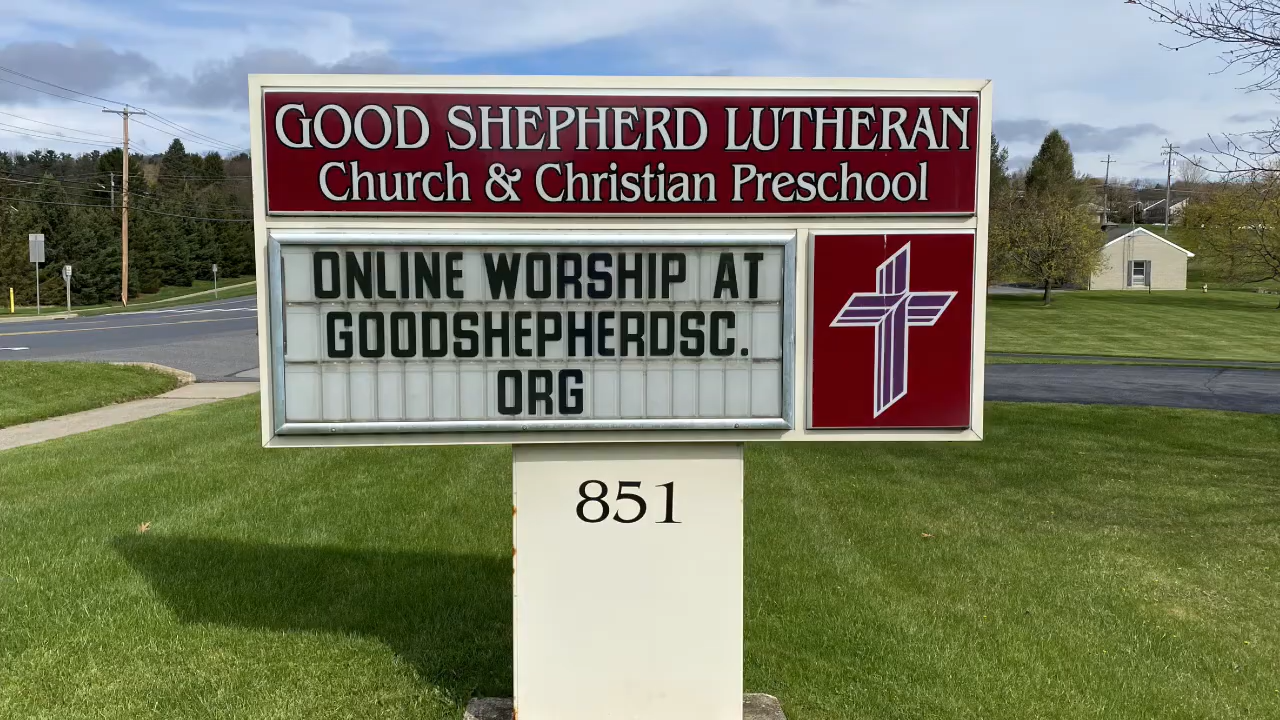 GOOD SHEPHERD LUTHERAN
Church & Christian Preschool
ONLINE WORSHIP AT
GOODSHEPHERDSC.
ORG
851